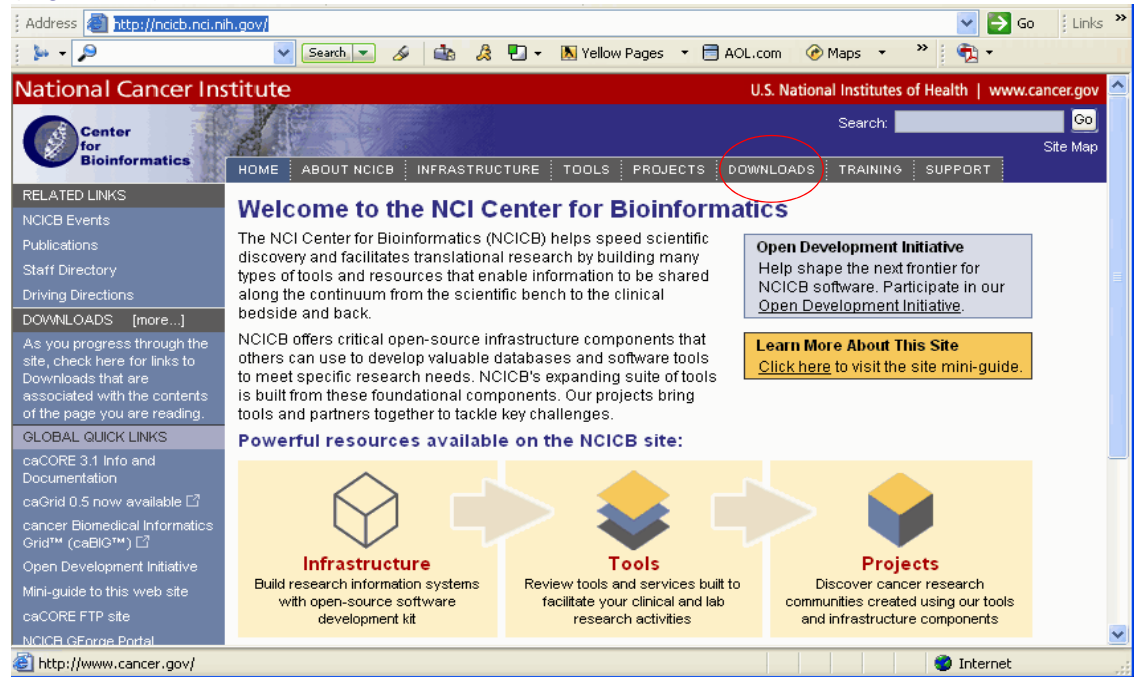 Address http://ncicb.nci.nih.gov/ Go Links »
Search Yellow Pages AOL.com Maps »
National Cancer Institute
U.S. National Institutes of Health | www.cancer.gov
Center
for
Bioinformatics
Search: Go
Site Map
HOME ABOUT NCICB INFRASTRUCTURE TOOLS PROJECTS DOWNLOADS TRAINING SUPPORT
RELATED LINKS
NCICB Events
Publications
Staff Directory
Driving Directions
DOWNLOADS [more...]
As you progress through the
site, check here for links to
Downloads that are
associated with the contents
of the page you are reading.
GLOBAL QUICK LINKS
caCORE 3.1 Info and
Documentation
caGrid 0.5 now available
cancer Biomedical Informatics
Grid™ (caBIG™)
Open Development Initiative
Mini-guide to this web site
caCORE FTP site
NCICB GForge Portal
Welcome to the NCI Center for Bioinformatics
The NCI Center for Bioinformatics (NCICB) helps speed scientific
discovery and facilitates translational research by building many
types of tools and resources that enable information to be shared
along the continuum from the scientific bench to the clinical
bedside and back.
NCICB offers critical open-source infrastructure components that
others can use to develop valuable databases and software tools
to meet specific research needs. NCICB's expanding suite of tools
is built from these foundational components. Our projects bring
tools and partners together to tackle key challenges.
Open Development Initiative
Help shape the next frontier for
NCICB software. Participate in our
Open Development Initiative.
Learn More About This Site
Click here to visit the site mini-guide.
Powerful resources available on the NCICB site:
Infrastructure
Build research information systems
with open-source software
development kit
Tools
Review tools and services built to
facilitate your clinical and lab
research activities
Projects
Discover cancer research
communities created using our tools
and infrastructure components
http://www.cancer.gov/ Internet